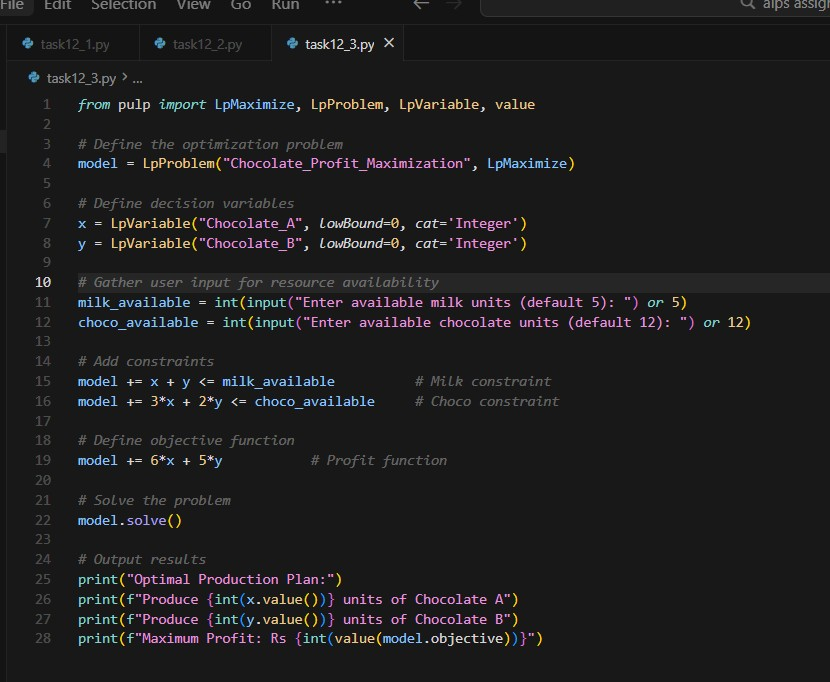 File Edit Selection View Go Run ... alps assign
task12_1.py task12_2.py task12_3.py ×
task12_3.py > ...
1 from pulp import LpMaximize, LpProblem, LpVariable, value
2
3 # Define the optimization problem
4 model = LpProblem("Chocolate_Profit_Maximization", LpMaximize)
5
6 # Define decision variables
7 x = LpVariable("Chocolate_A", lowBound=0, cat='Integer')
8 y = LpVariable("Chocolate_B", lowBound=0, cat='Integer')
9
10 # Gather user input for resource availability
11 milk_available = int(input("Enter available milk units (default 5): ") or 5)
12 choco_available = int(input("Enter available chocolate units (default 12): ") or 12)
13
14 # Add constraints
15 model += x + y <= milk_available # Milk constraint
16 model += 3*x + 2*y <= choco_available # Choco constraint
17
18 # Define objective function
19 model += 6*x + 5*y # Profit function
20
21 # Solve the problem
22 model.solve()
23
24 # Output results
25 print("Optimal Production Plan:")
26 print(f"Produce {int(x.value())} units of Chocolate A")
27 print(f"Produce {int(y.value())} units of Chocolate B")
28 print(f"Maximum Profit: Rs {int(value(model.objective))}")